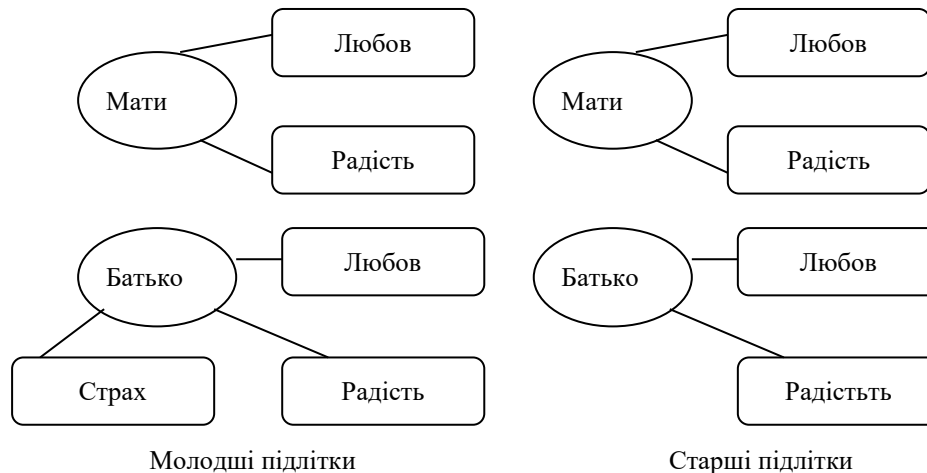 Любов
Мати
Радість
Любов
Батько
Страх
Радість
Молодші підлітки
Любов
Мати
Радість
Любов
Батько
Радістьть
Старші підлітки